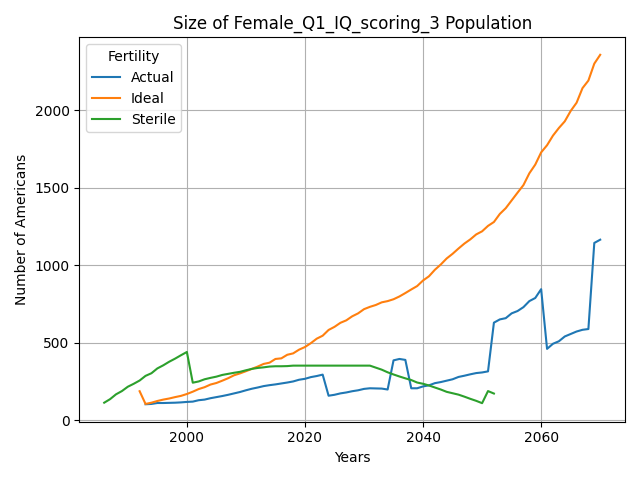 Size of Female_Q1_IQ_scoring_3 Population
Fertility
Actual
Ideal
Sterile
Number of Americans
2000
1500
1000
500
0
2000
2020
2040
2060
Years